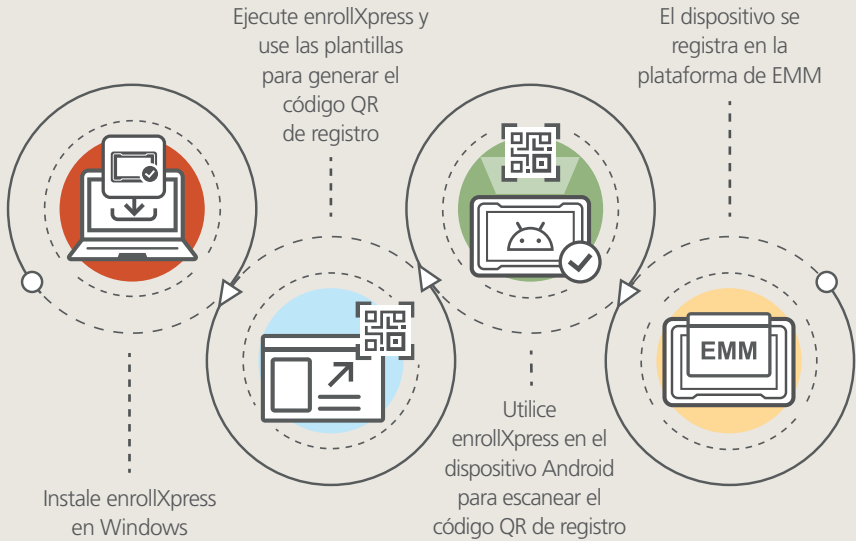 Instale enrollXpress
en Windows
Ejecute enrollXpress y
use las plantillas
para generar el
código QR
de registro
Utilice
enrollXpress en el
dispositivo Android
para escanear el
código QR de registro
El dispositivo se
registra en la
plataforma de EMM
EMM